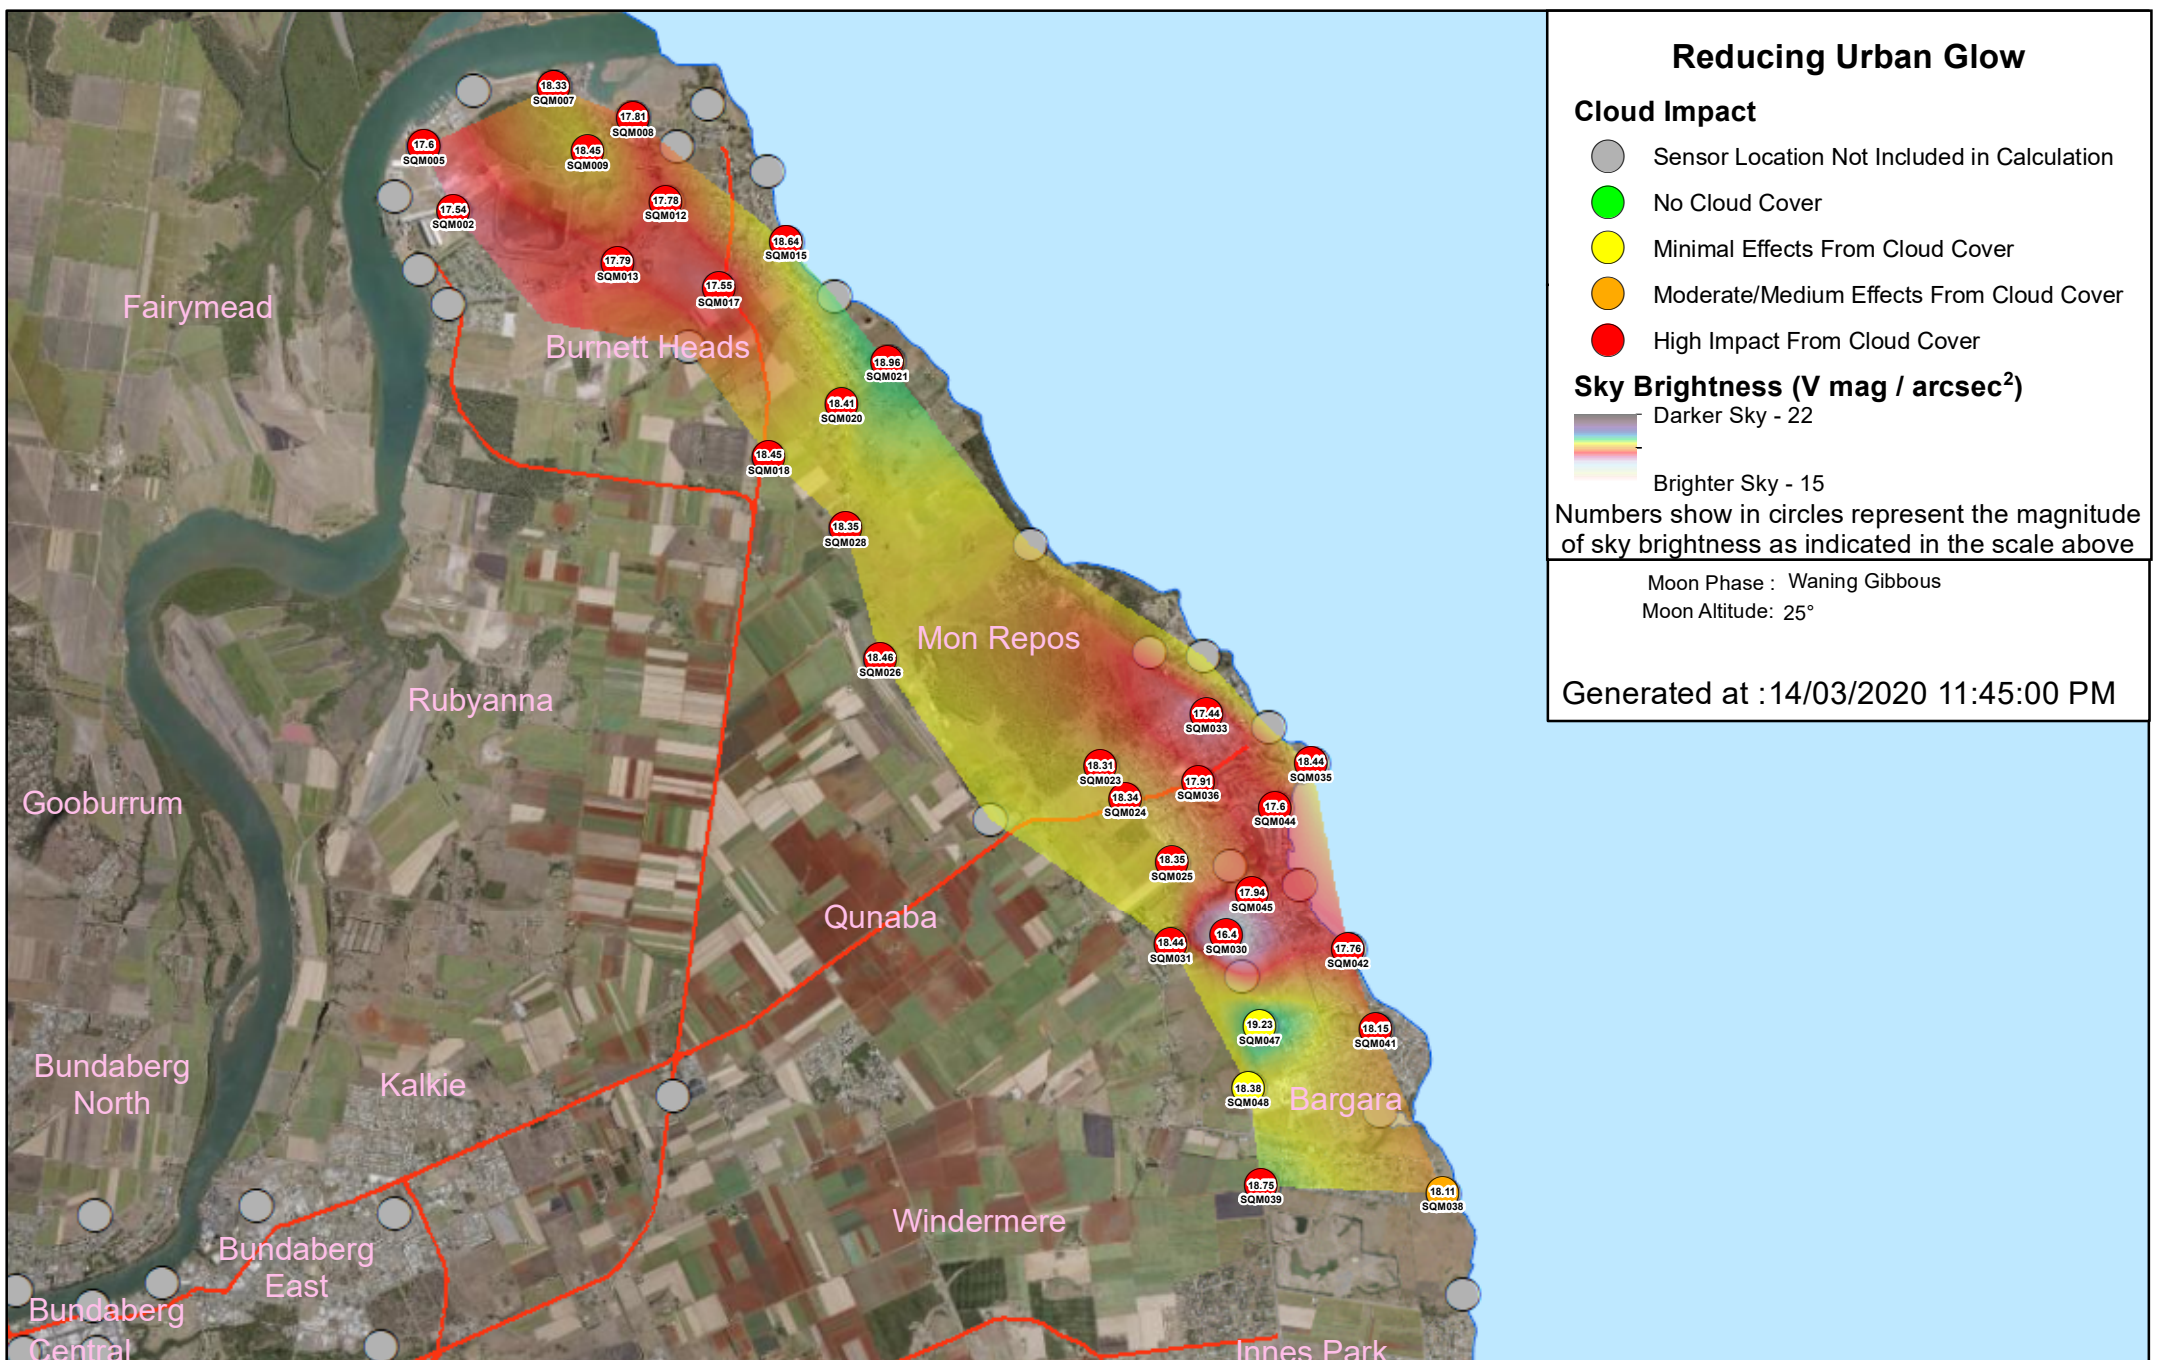 Reducing Urban Glow
Cloud Impact
Sensor Location Not Included in Calculation
No Cloud Cover
Minimal Effects From Cloud Cover
Moderate/Medium Effects From Cloud Cover
High Impact From Cloud Cover
Sky Brightness (V mag / arcsec²)
Darker Sky - 22
Brighter Sky - 15
Numbers show in circles represent the magnitude
of sky brightness as indicated in the scale above
Moon Phase : Waning Gibbous
Moon Altitude: 25°
Generated at :14/03/2020 11:45:00 PM
18.33
SQM007
17.81
SQM008
17.6
SQM005
18.45
SQM009
17.54
SQM002
17.78
SQM012
18.64
SQM015
17.79
SQM013
17.55
SQM017
Fairymead
Burnett Heads
18.96
SQM021
18.41
SQM020
18.45
SQM018
18.35
SQM028
Mon Repos
18.46
SQM026
Rubyanna
17.44
SQM033
18.31
SQM023
18.34
SQM024
17.91
SQM036
18.44
SQM035
17.6
SQM044
Gooburrum
18.35
SQM025
17.94
SQM045
Qunaba
16.4
SQM030
18.44
SQM031
17.76
SQM042
19.23
SQM047
18.15
SQM041
Bundaberg
North
Kalkie
18.38
SQM048
Bargara
18.75
SQM039
18.11
SQM038
Windermere
Bundaberg
East
Bundaberg
Central
Innes Park